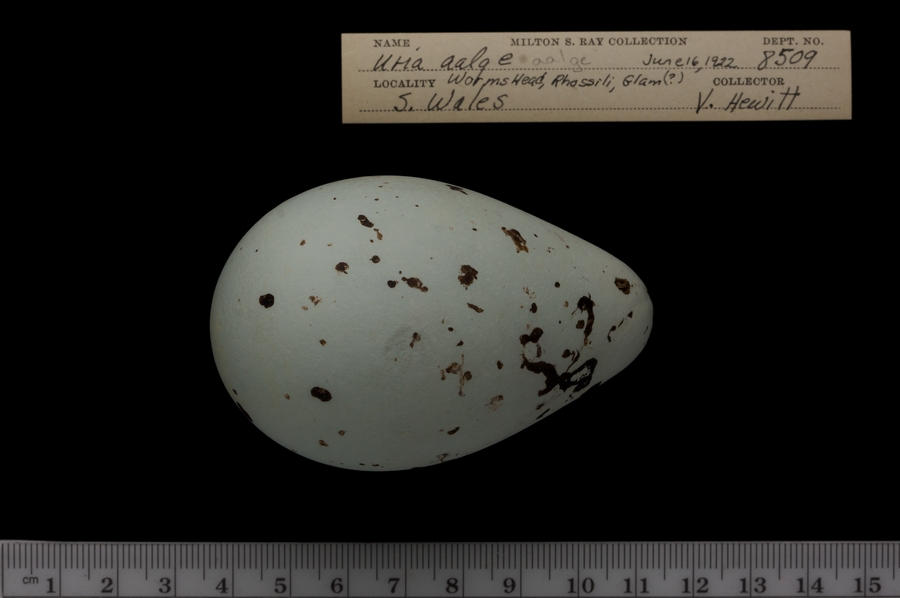 NAME MILTON S. RAY COLLECTION DEPT. NO.
Uria aalge aalge June 16, 1922 8509
LOCALITY Worms Head, Rhossili, Glam (?) COLLECTOR
S. Wales V. Hewitt
cm 1 2 3 4 5 6 7 8 9 10 11 12 13 14 15